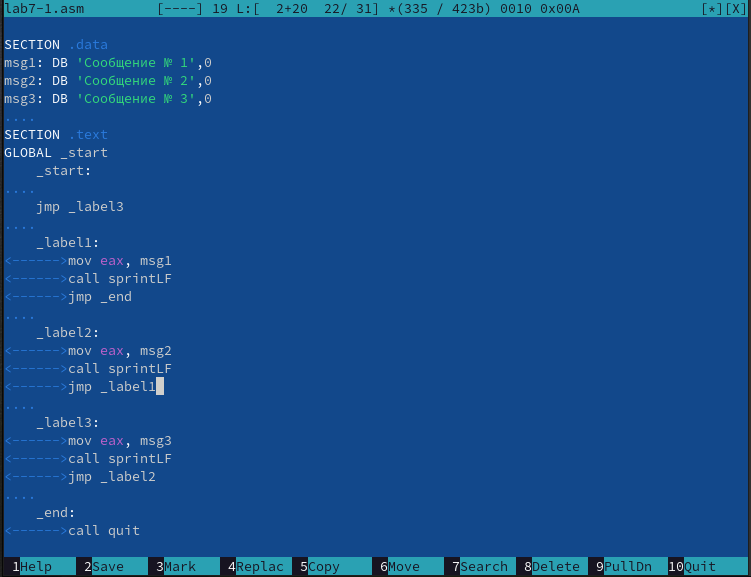 lab7-1.asm [----] 19 L:[ 2+20 22/ 31] *(335 / 423b) 0010 0x00A [*][X]
SECTION .data
msg1: DB 'Сообщение № 1',0
msg2: DB 'Сообщение № 2',0
msg3: DB 'Сообщение № 3',0
....
SECTION .text
GLOBAL _start
    _start:
....
    jmp _label3
....
    _label1:
<------>mov eax, msg1
<------>call sprintLF
<------>jmp _end
....
    _label2:
<------>mov eax, msg2
<------>call sprintLF
<------>jmp _label1
....
    _label3:
<------>mov eax, msg3
<------>call sprintLF
<------>jmp _label2
....
    _end:
<------>call quit
1Help 2Save 3Mark 4Replac 5Copy 6Move 7Search 8Delete 9PullDn 10Quit